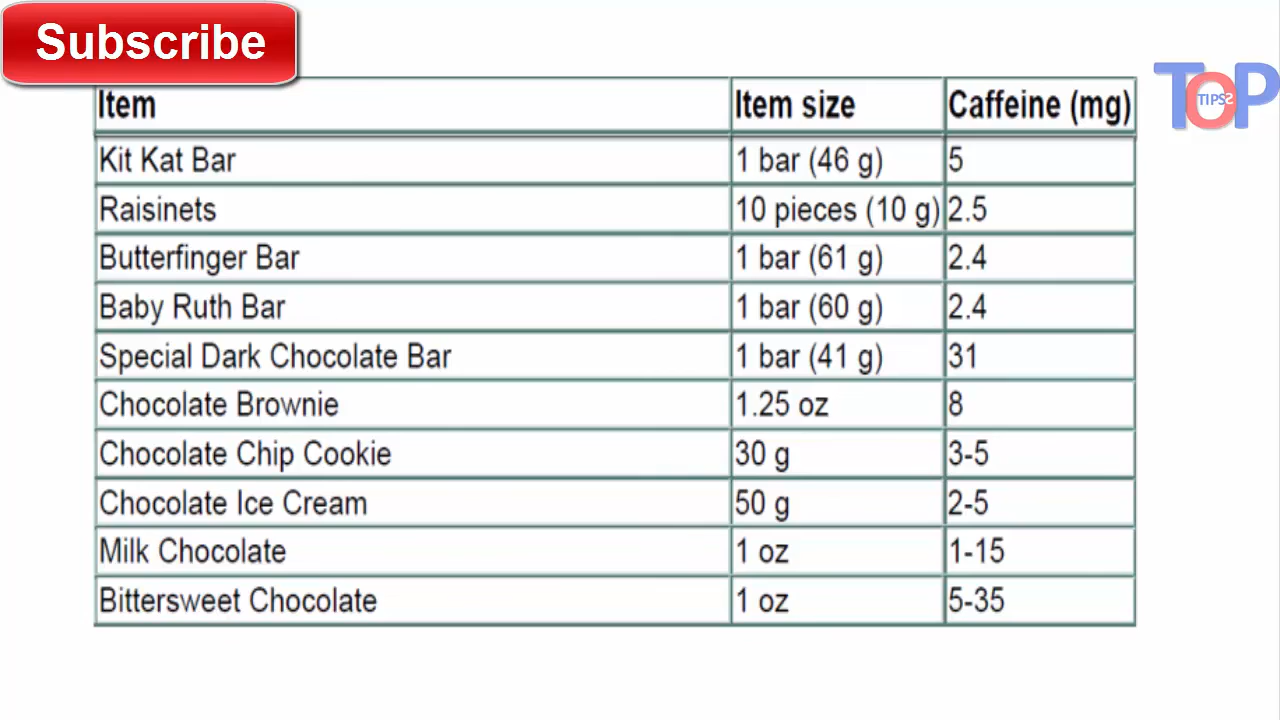 Subscribe
TOP
TIPS
Item Item size Caffeine (mg)
Kit Kat Bar 1 bar (46 g) 5
Raisinets 10 pieces (10 g) 2.5
Butterfinger Bar 1 bar (61 g) 2.4
Baby Ruth Bar 1 bar (60 g) 2.4
Special Dark Chocolate Bar 1 bar (41 g) 31
Chocolate Brownie 1.25 oz 8
Chocolate Chip Cookie 30 g 3-5
Chocolate Ice Cream 50 g 2-5
Milk Chocolate 1 oz 1-15
Bittersweet Chocolate 1 oz 5-35